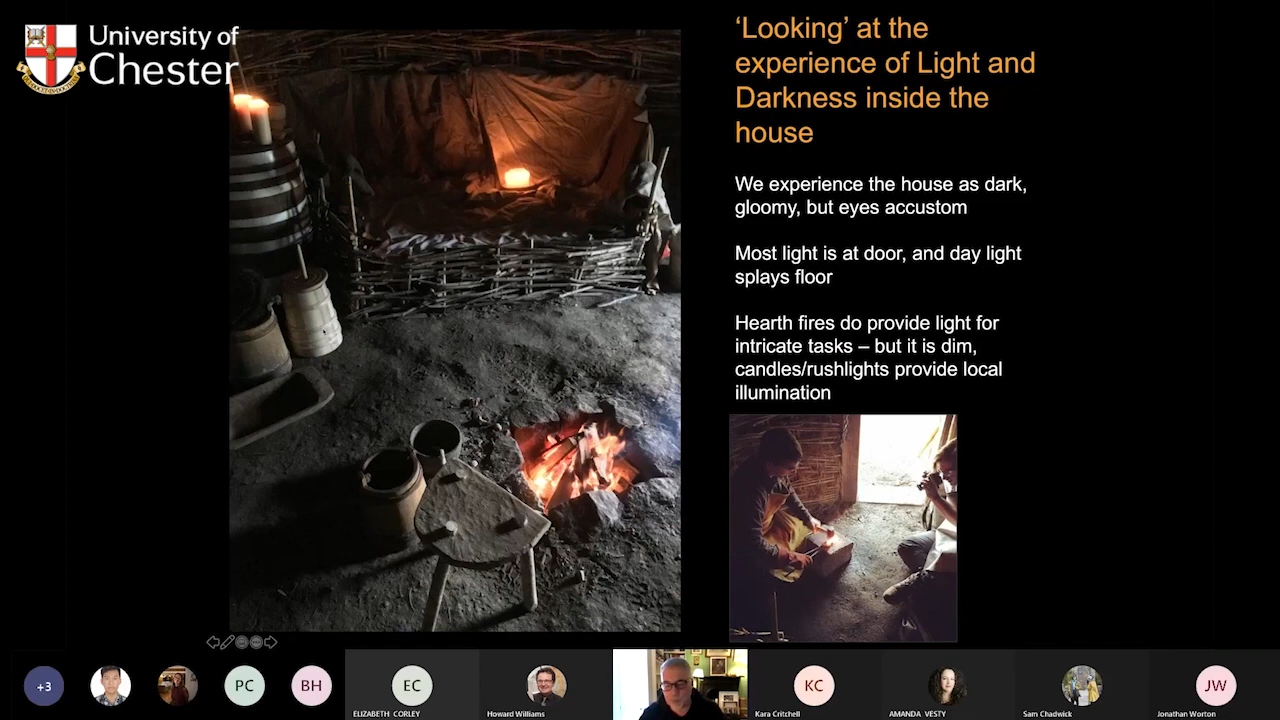 University of
Chester
‘Looking’ at the
experience of Light and
Darkness inside the
house
We experience the house as dark,
gloomy, but eyes accustom
Most light is at door, and day light
splays floor
Hearth fires do provide light for
intricate tasks – but it is dim,
candles/rushlights provide local
illumination
+3
PC
BH
EC
KC
JW
ELIZABETH CORLEY
Howard Williams
Kara Critchell
AMANDA VESTY
Sam Chadwick
Jonathan Worton